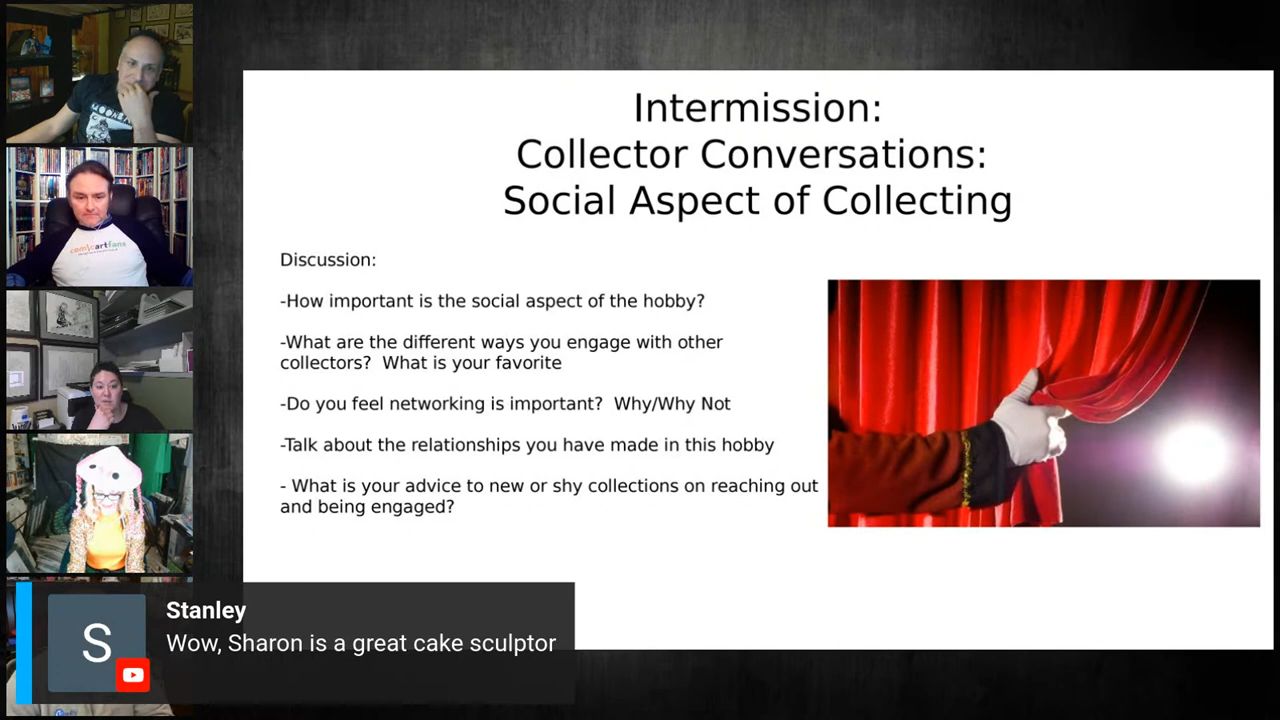 Intermission:
Collector Conversations:
Social Aspect of Collecting
Discussion:
-How important is the social aspect of the hobby?
-What are the different ways you engage with other
collectors?  What is your favorite
-Do you feel networking is important?  Why/Why Not
-Talk about the relationships you have made in this hobby
- What is your advice to new or shy collections on reaching out
and being engaged?
S
Stanley
Wow, Sharon is a great cake sculptor